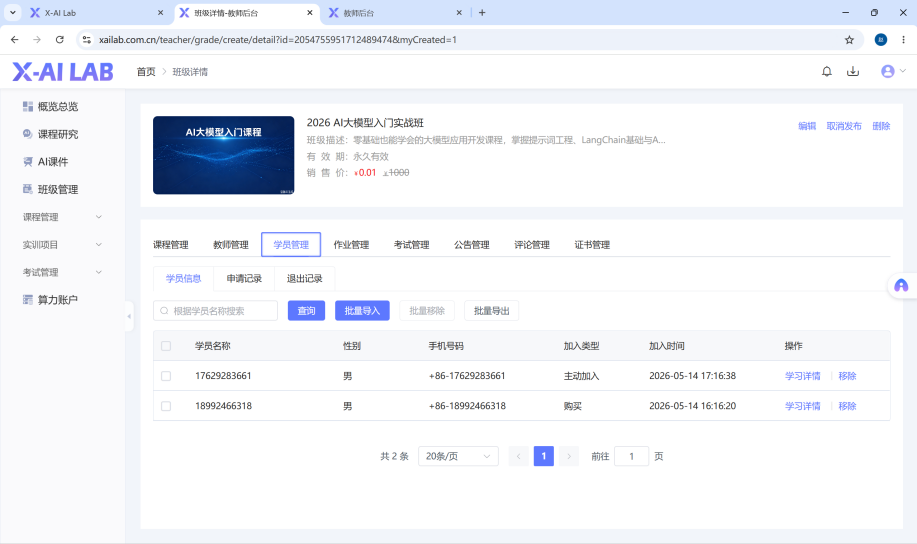 X-AI Lab
班级详情-教师后台
教师后台
xailab.com.cn/teacher/grade/create/detail?id=2054755951712489474&myCreated=1
X-AI LAB
首页 > 班级详情
概览总览
课程研究
AI课件
班级管理
课程管理
实训项目
考试管理
算力账户
AI大模型入门课程
2026 AI大模型入门实战班
编辑 取消发布 删除
班级描述：零基础也能学会的大模型应用开发课程，掌握提示词工程、LangChain基础与A...
有 效 期：永久有效
销 售 价：¥0.01 ¥1000
课程管理 教师管理 学员管理 作业管理 考试管理 公告管理 评论管理 证书管理
学员信息 申请记录 退出记录
根据学员名称搜索 查询 批量导入 批量移除 批量导出
学员名称 性别 手机号码 加入类型 加入时间 操作
17629283661 男 +86-17629283661 主动加入 2026-05-14 17:16:38 学习详情 移除
18992466318 男 +86-18992466318 购买 2026-05-14 16:16:20 学习详情 移除
共 2 条 20条/页 1 前往 1 页